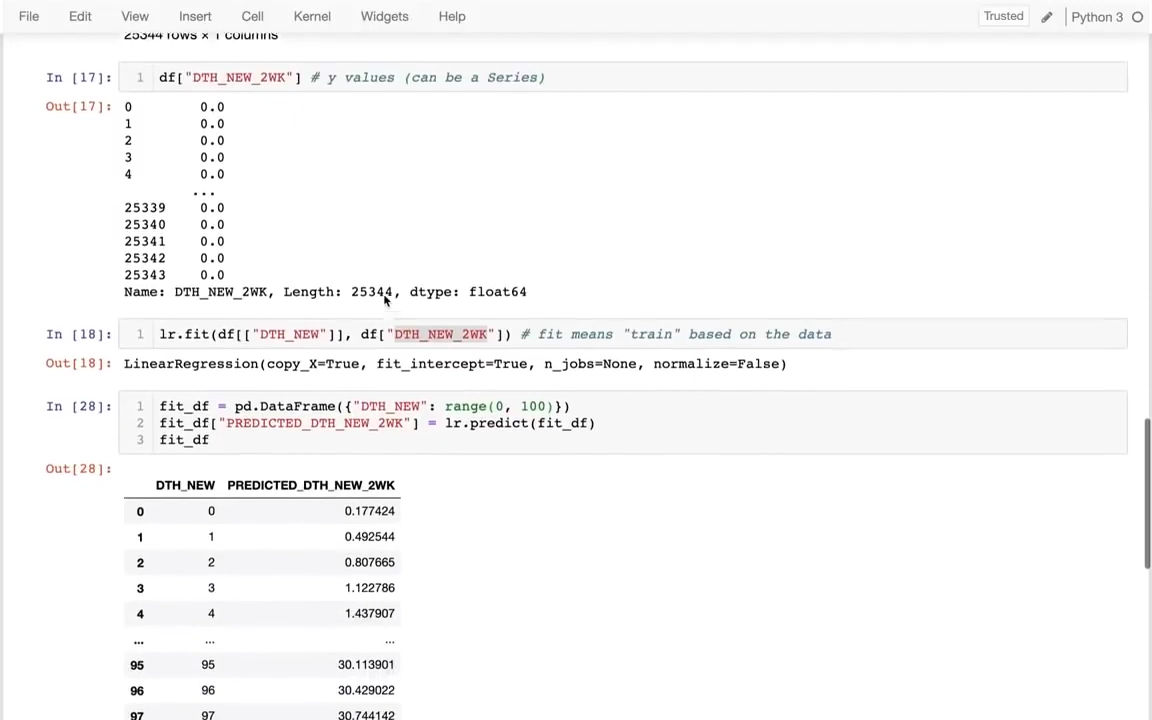 File Edit View Insert Cell Kernel Widgets Help Trusted Python 3
25344 rows × 1 columns
In [17]: 1 df["DTH_NEW_2WK"] # y values (can be a Series)
Out[17]: 0 0.0
1 0.0
2 0.0
3 0.0
4 0.0
...
25339 0.0
25340 0.0
25341 0.0
25342 0.0
25343 0.0
Name: DTH_NEW_2WK, Length: 25344, dtype: float64
In [18]: 1 lr.fit(df[["DTH_NEW"]], df["DTH_NEW_2WK"]) # fit means "train" based on the data
Out[18]: LinearRegression(copy_X=True, fit_intercept=True, n_jobs=None, normalize=False)
In [28]: 1 fit_df = pd.DataFrame({"DTH_NEW": range(0, 100)})
2 fit_df["PREDICTED_DTH_NEW_2WK"] = lr.predict(fit_df)
3 fit_df
Out[28]:
DTH_NEW PREDICTED_DTH_NEW_2WK
0 0 0.177424
1 1 0.492544
2 2 0.807665
3 3 1.122786
4 4 1.437907
... ... ...
95 95 30.113901
96 96 30.429022
97 97 30.744142